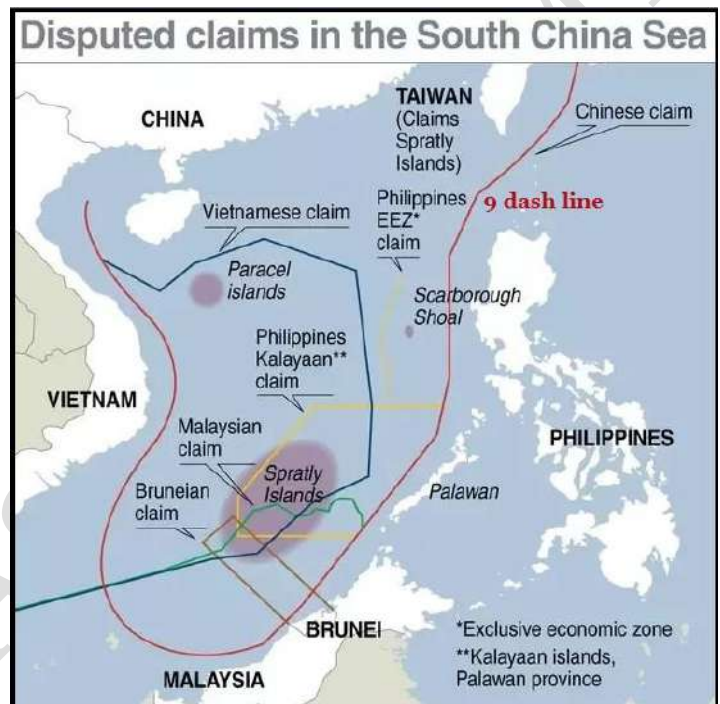 Disputed claims in the South China Sea
TAIWAN
(Claims
Spratly
Islands)
CHINA
Chinese claim
Philippines
EEZ*
claim
9 dash line
Vietnamese claim
Paracel
islands
Scarborough
Shoal
Philippines
Kalayaan**
claim
VIETNAM
Malaysian
claim
PHILIPPINES
Spratly
Islands
Bruneian
claim
Palawan
BRUNEI
*Exclusive economic zone
**Kalayaan islands,
Palawan province
MALAYSIA